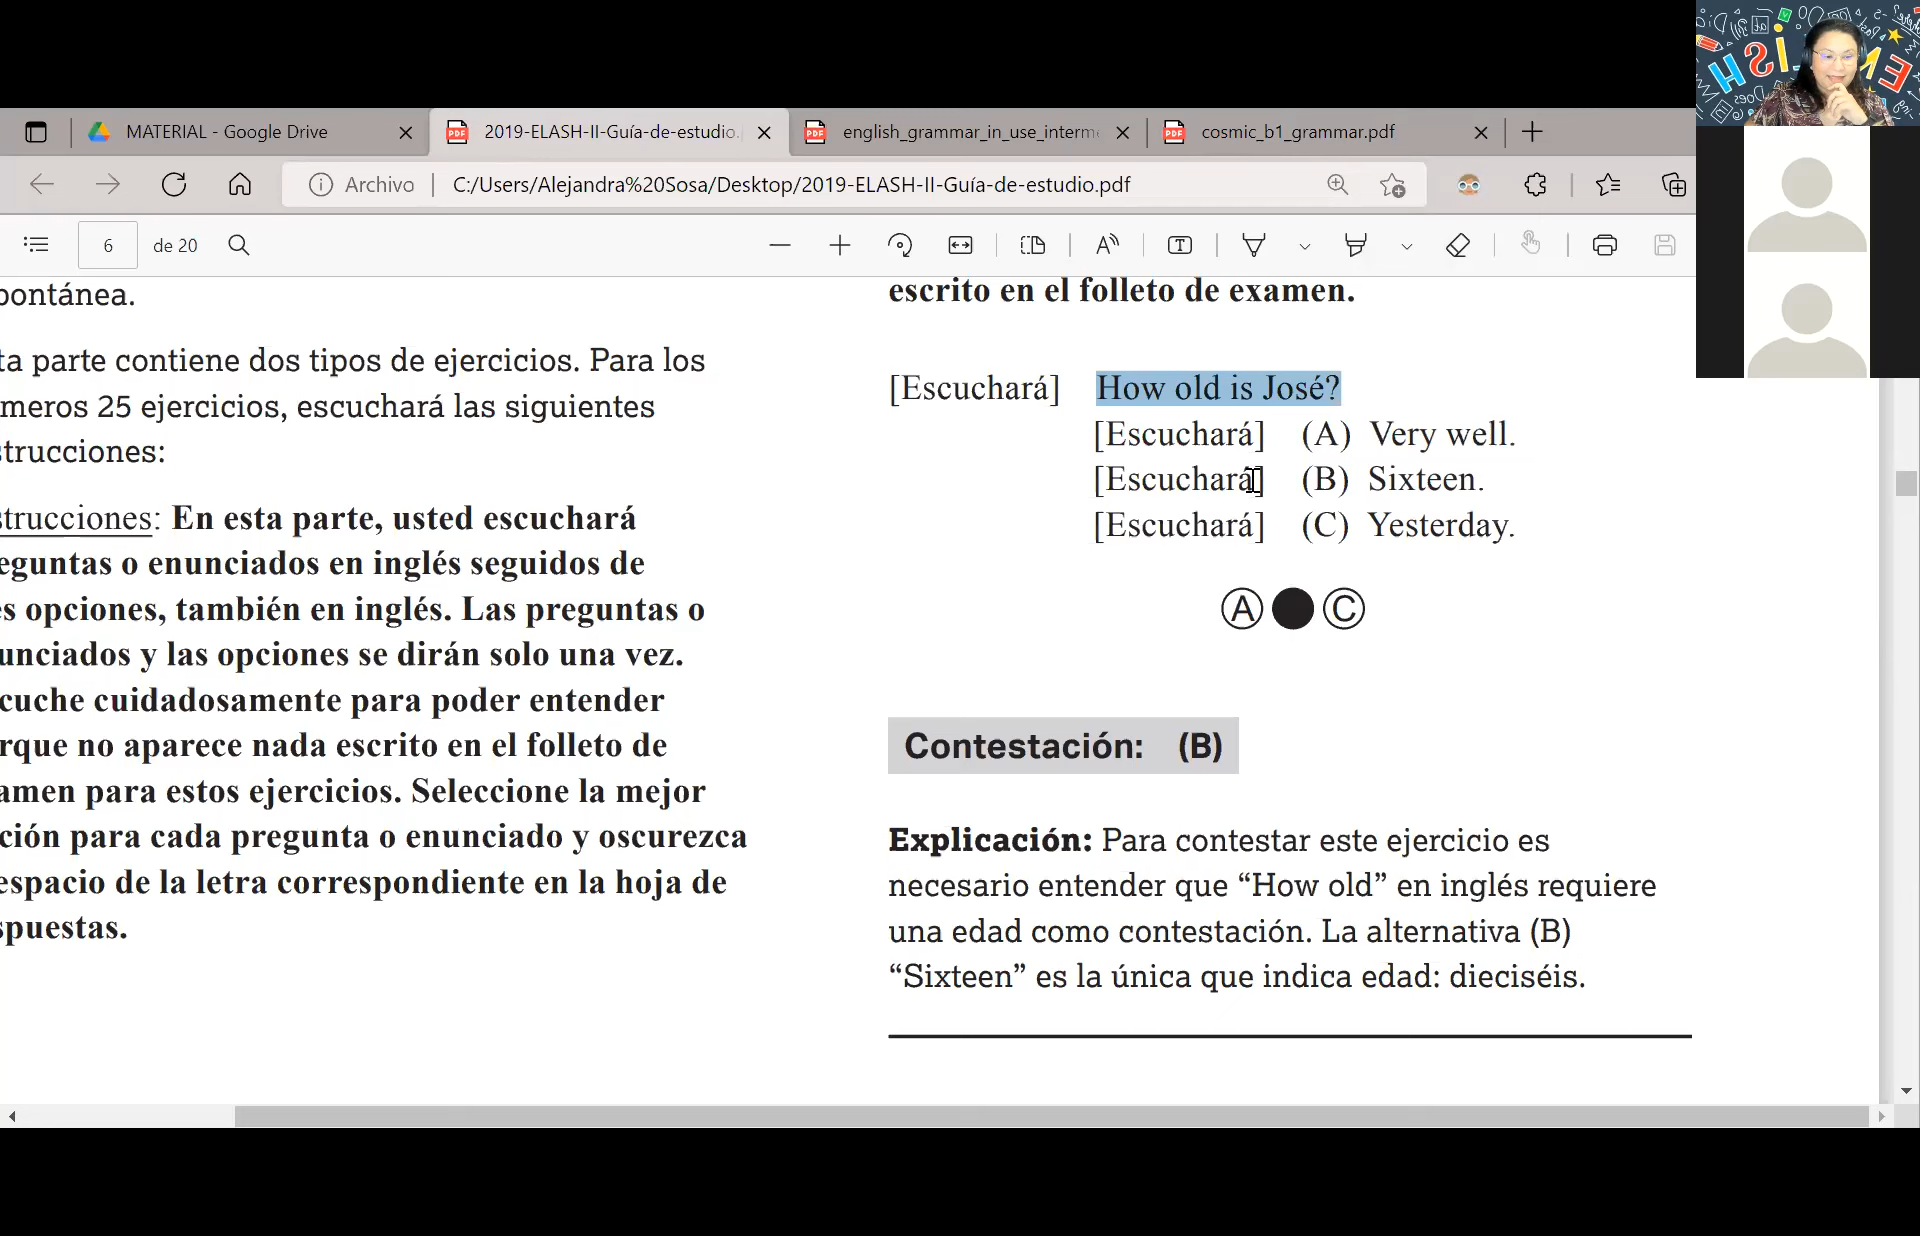 MATERIAL - Google Drive
2019-ELASH-II-Guía-de-estudio.
english_grammar_in_use_interme
cosmic_b1_grammar.pdf
Archivo
C:/Users/Alejandra%20Sosa/Desktop/2019-ELASH-II-Guía-de-estudio.pdf
6
de 20
pontánea.
ta parte contiene dos tipos de ejercicios. Para los
meros 25 ejercicios, escuchará las siguientes
strucciones:
strucciones: En esta parte, usted escuchará
eguntas o enunciados en inglés seguidos de
es opciones, también en inglés. Las preguntas o
unciados y las opciones se dirán solo una vez.
cuche cuidadosamente para poder entender
rque no aparece nada escrito en el folleto de
amen para estos ejercicios. Seleccione la mejor
ción para cada pregunta o enunciado y oscurezca
espacio de la letra correspondiente en la hoja de
spuestas.
escrito en el folleto de examen.
[Escuchará] How old is José?
[Escuchará] (A) Very well.
[Escuchará] (B) Sixteen.
[Escuchará] (C) Yesterday.
A C
Contestación: (B)
Explicación: Para contestar este ejercicio es
necesario entender que “How old” en inglés requiere
una edad como contestación. La alternativa (B)
“Sixteen” es la única que indica edad: dieciséis.